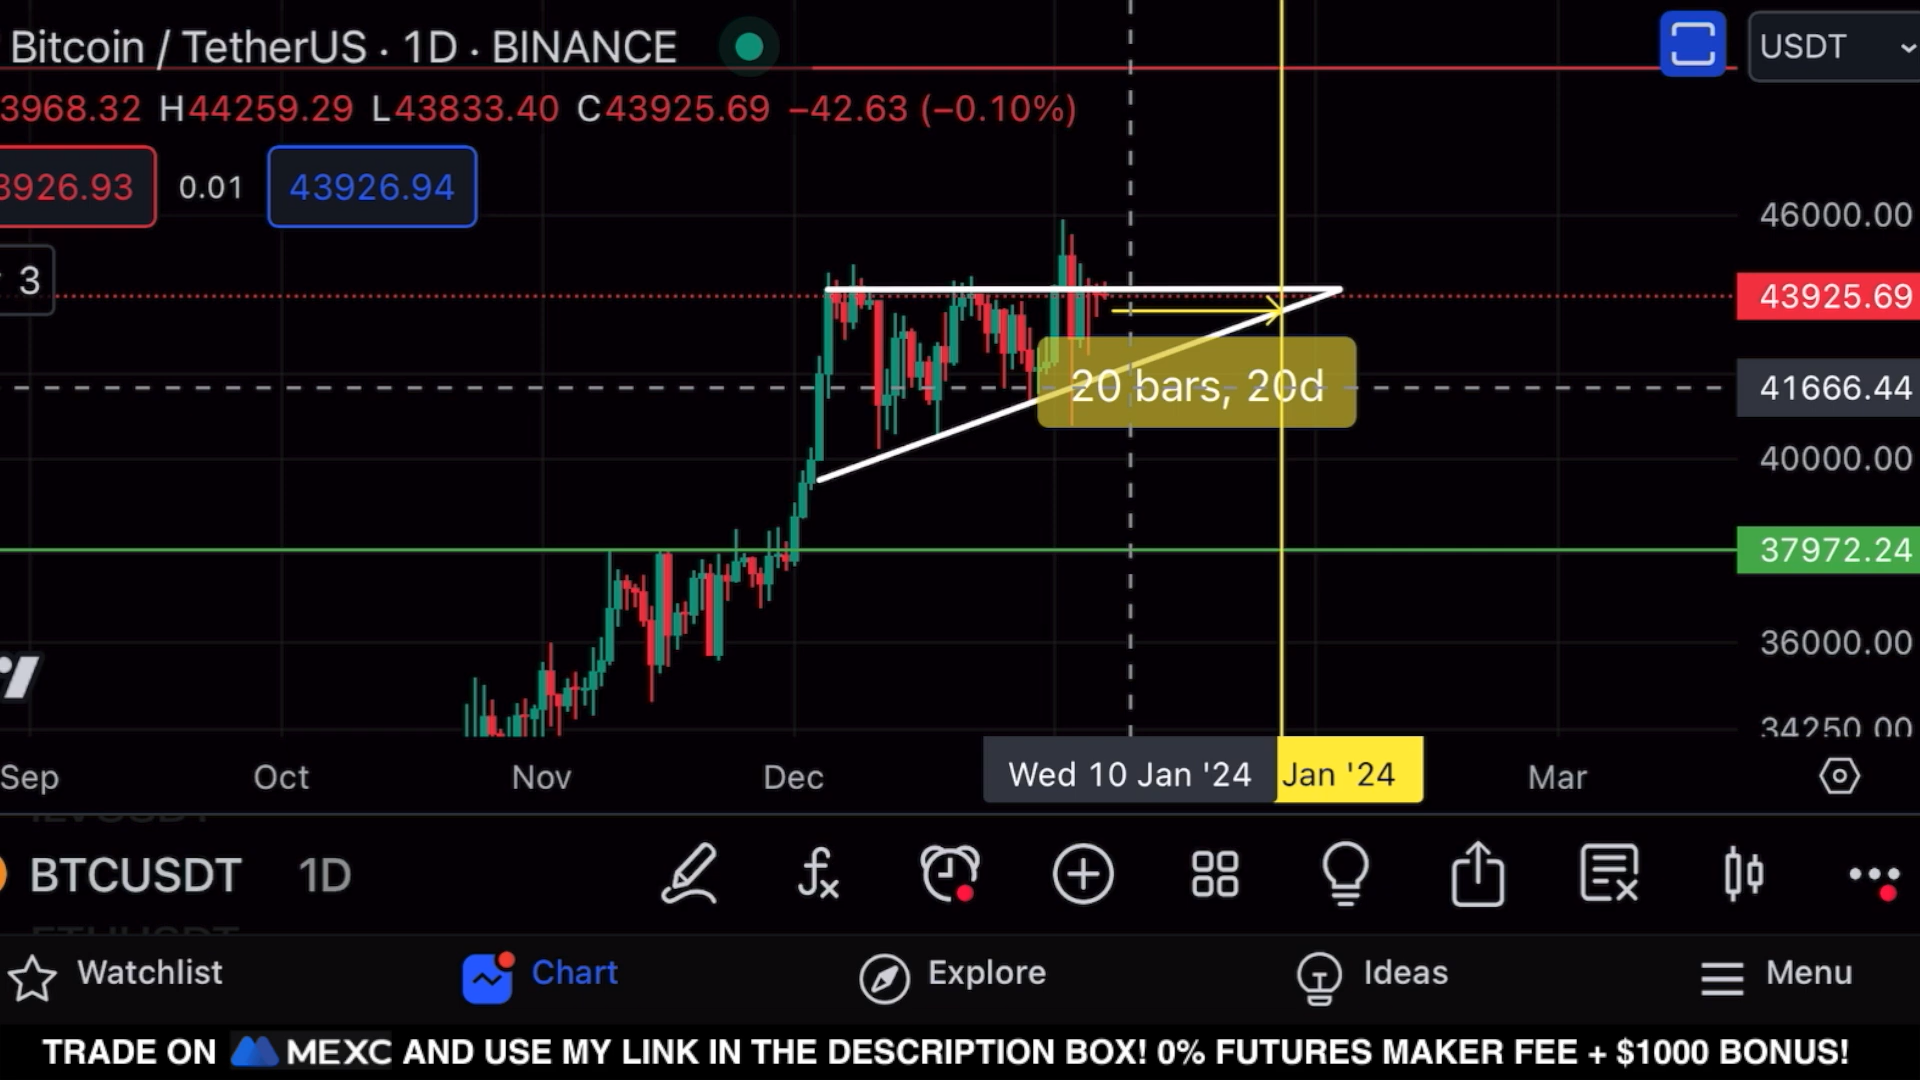 Bitcoin / TetherUS · 1D · BINANCE
USDT
3968.32 H44259.29 L43833.40 C43925.69 −42.63 (−0.10%)
3926.93 0.01 43926.94
46000.00
3
43925.69
20 bars, 20d
41666.44
40000.00
37972.24
36000.00
34250.00
Sep Oct Nov Dec Wed 10 Jan '24 Jan '24 Mar
BTCUSDT 1D
Watchlist Chart Explore Ideas Menu
TRADE ON MEXC AND USE MY LINK IN THE DESCRIPTION BOX! 0% FUTURES MAKER FEE + $1000 BONUS!